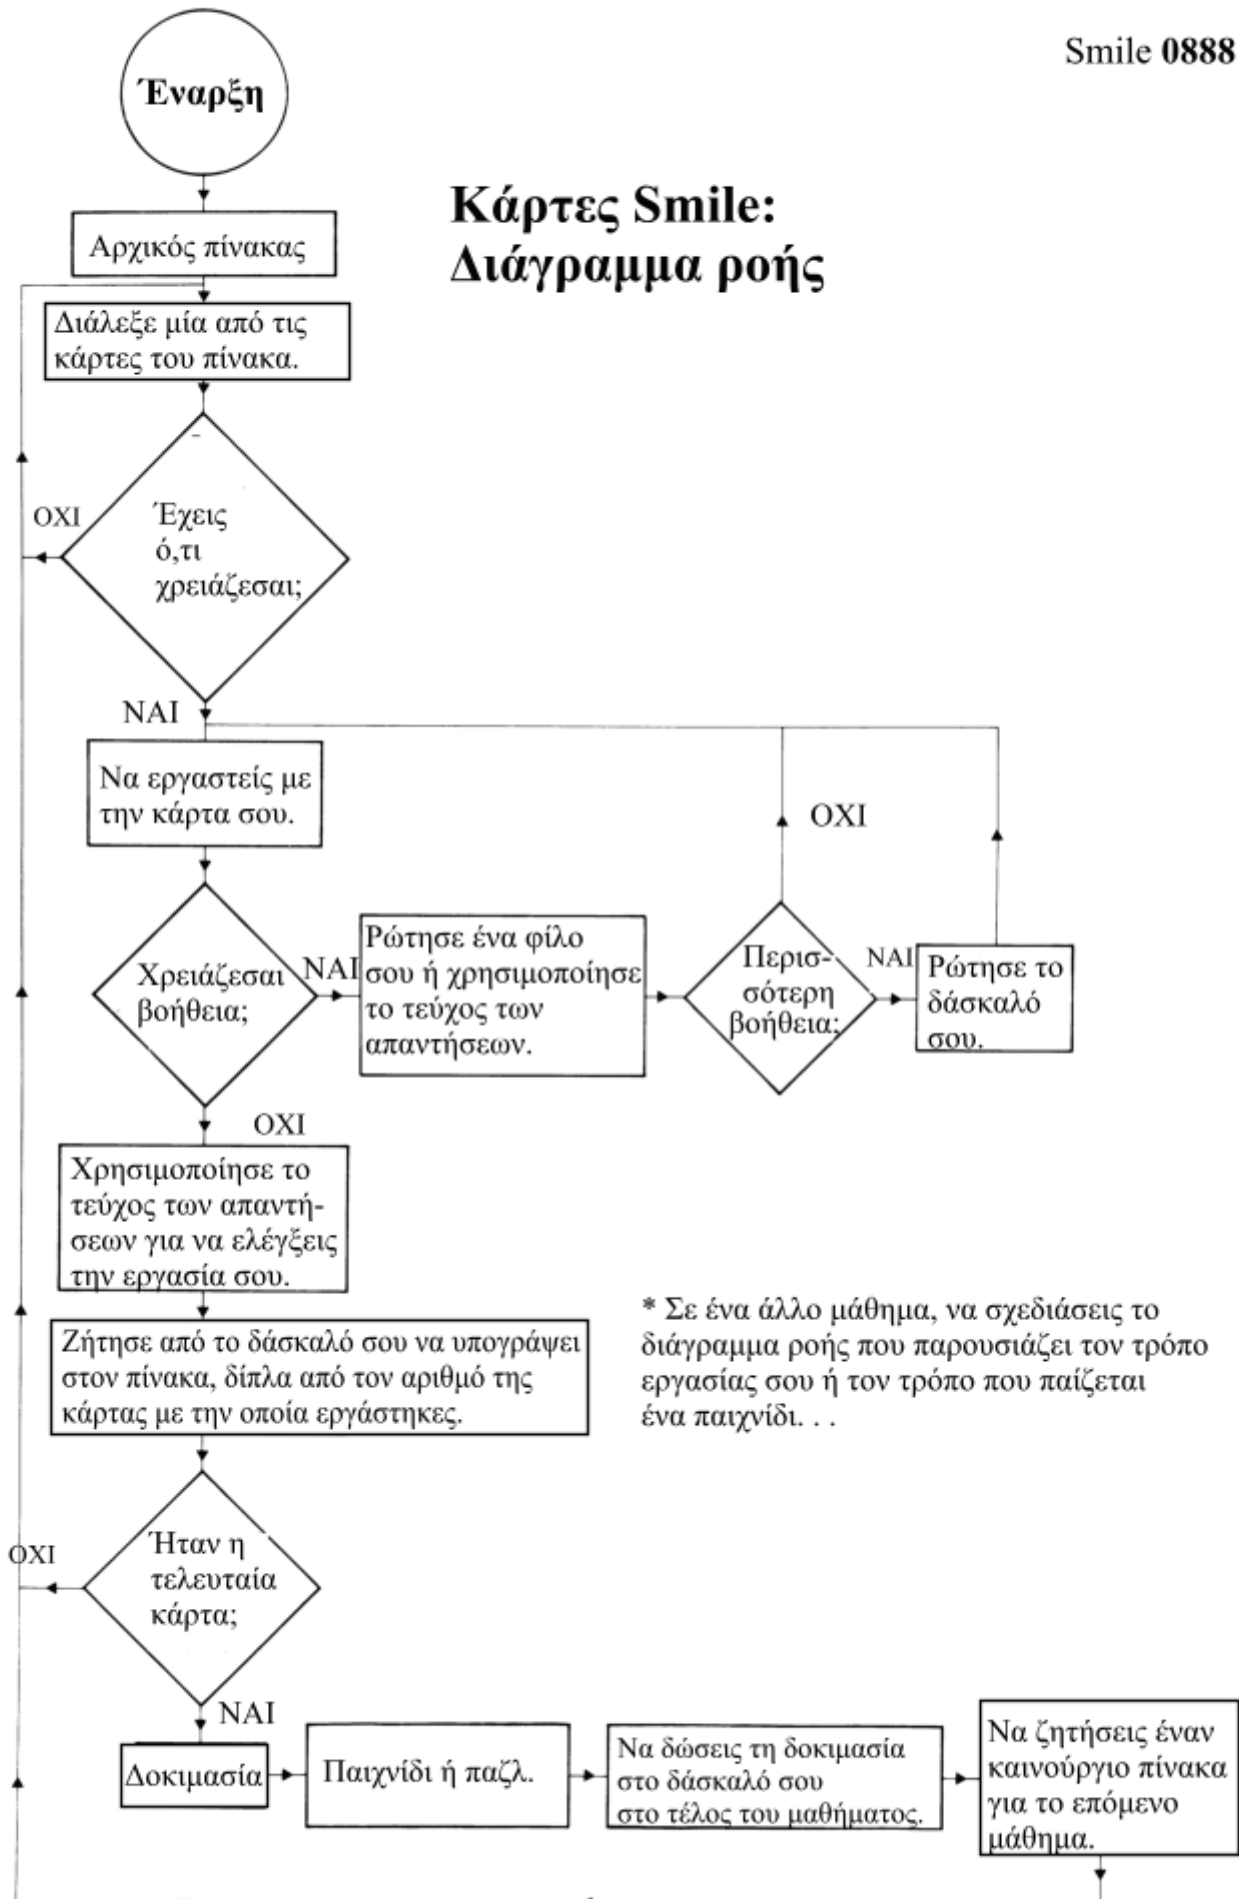 Smile 0888
Έναρξη
Κάρτες Smile:
Διάγραμμα ροής
Αρχικός πίνακας
Διάλεξε μία από τις
κάρτες του πίνακα.
ΟΧΙ
Έχεις
ό,τι
χρειάζεσαι;
ΝΑΙ
Να εργαστείς με
την κάρτα σου.
ΟΧΙ
Χρειάζεσαι
βοήθεια;
ΝΑΙ
Ρώτησε ένα φίλο
σου ή χρησιμοποίησε
το τεύχος των
απαντήσεων.
Περισ-
σότερη
βοήθεια;
ΝΑΙ
Ρώτησε το
δάσκαλό
σου.
ΟΧΙ
Χρησιμοποίησε το
τεύχος των απαντή-
σεων για να ελέγξεις
την εργασία σου.
Ζήτησε από το δάσκαλό σου να υπογράψει
στον πίνακα, δίπλα από τον αριθμό της
κάρτας με την οποία εργάστηκες.
* Σε ένα άλλο μάθημα, να σχεδιάσεις το
διάγραμμα ροής που παρουσιάζει τον τρόπο
εργασίας σου ή τον τρόπο που παίζεται
ένα παιχνίδι. . .
ΟΧΙ
Ήταν η
τελευταία
κάρτα;
ΝΑΙ
Δοκιμασία
Παιχνίδι ή παζλ.
Να δώσεις τη δοκιμασία
στο δάσκαλό σου
στο τέλος του μαθήματος.
Να ζητήσεις έναν
καινούργιο πίνακα
για το επόμενο
μάθημα.